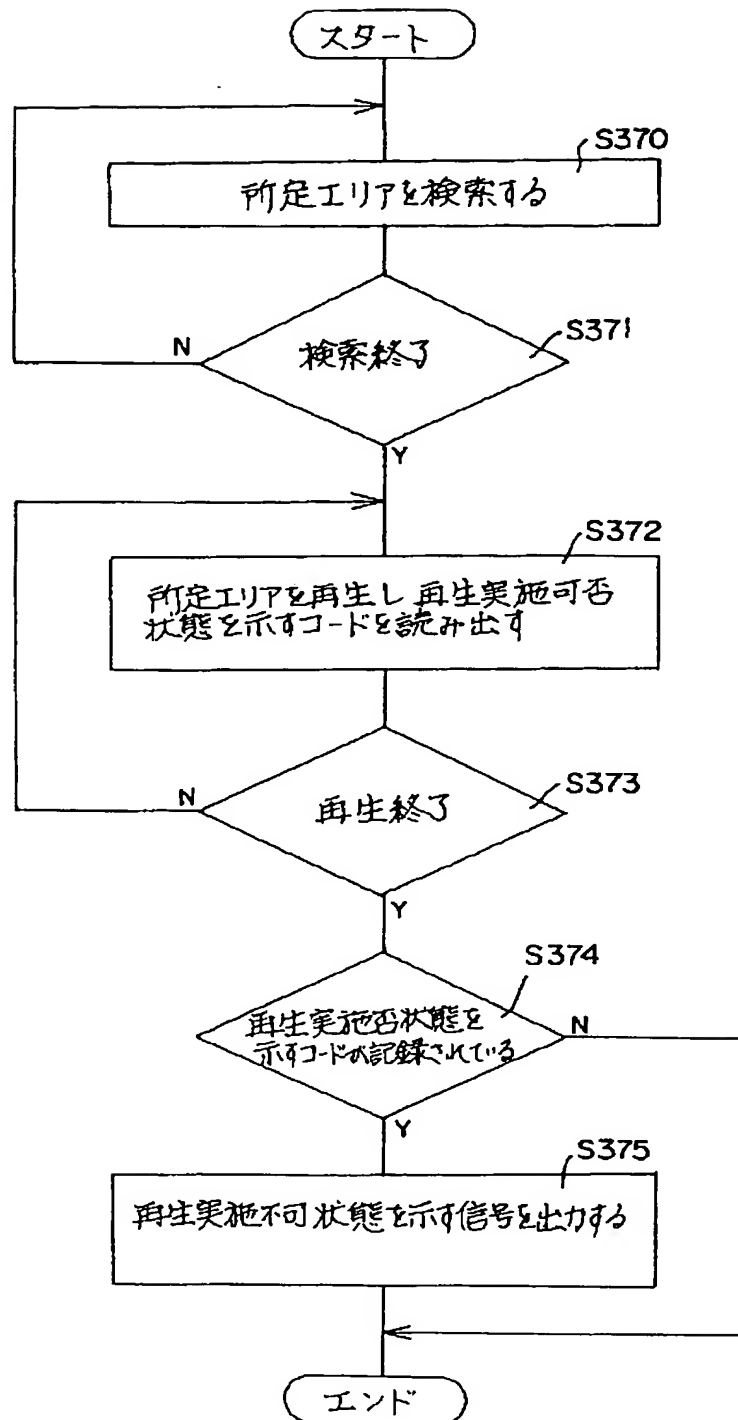 スタート
S370
所定エリアを検索する
S371
検索終了
N
Y
S372
所定エリアを再生し 再生実施可否
状態を示すコードを読み出す
S373
再生終了
N
Y
S374
再生実施否状態を
示すコードが記録されている
N
Y
S375
再生実施不可状態を示す信号を出力する
エンド